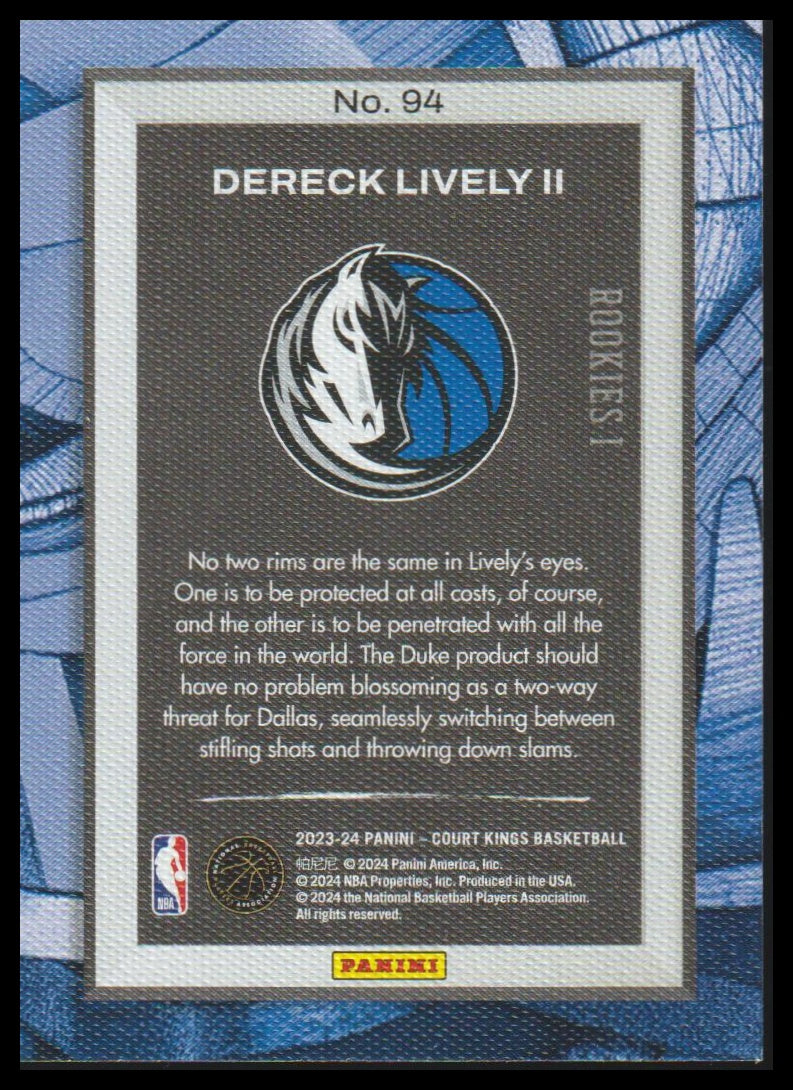 No. 94
DERECK LIVELY II
ROOKIES I
No two rims are the same in Lively's eyes.
One is to be protected at all costs, of course,
and the other is to be penetrated with all the
force in the world. The Duke product should
have no problem blossoming as a two-way
threat for Dallas, seamlessly switching between
stifling shots and throwing down slams.
2023-24 PANINI – COURT KINGS BASKETBALL
帕尼尼 © 2024 Panini America, Inc.
© 2024 NBA Properties, Inc. Produced in the USA.
© 2024 the National Basketball Players Association.
All rights reserved.
NBA
PANINI